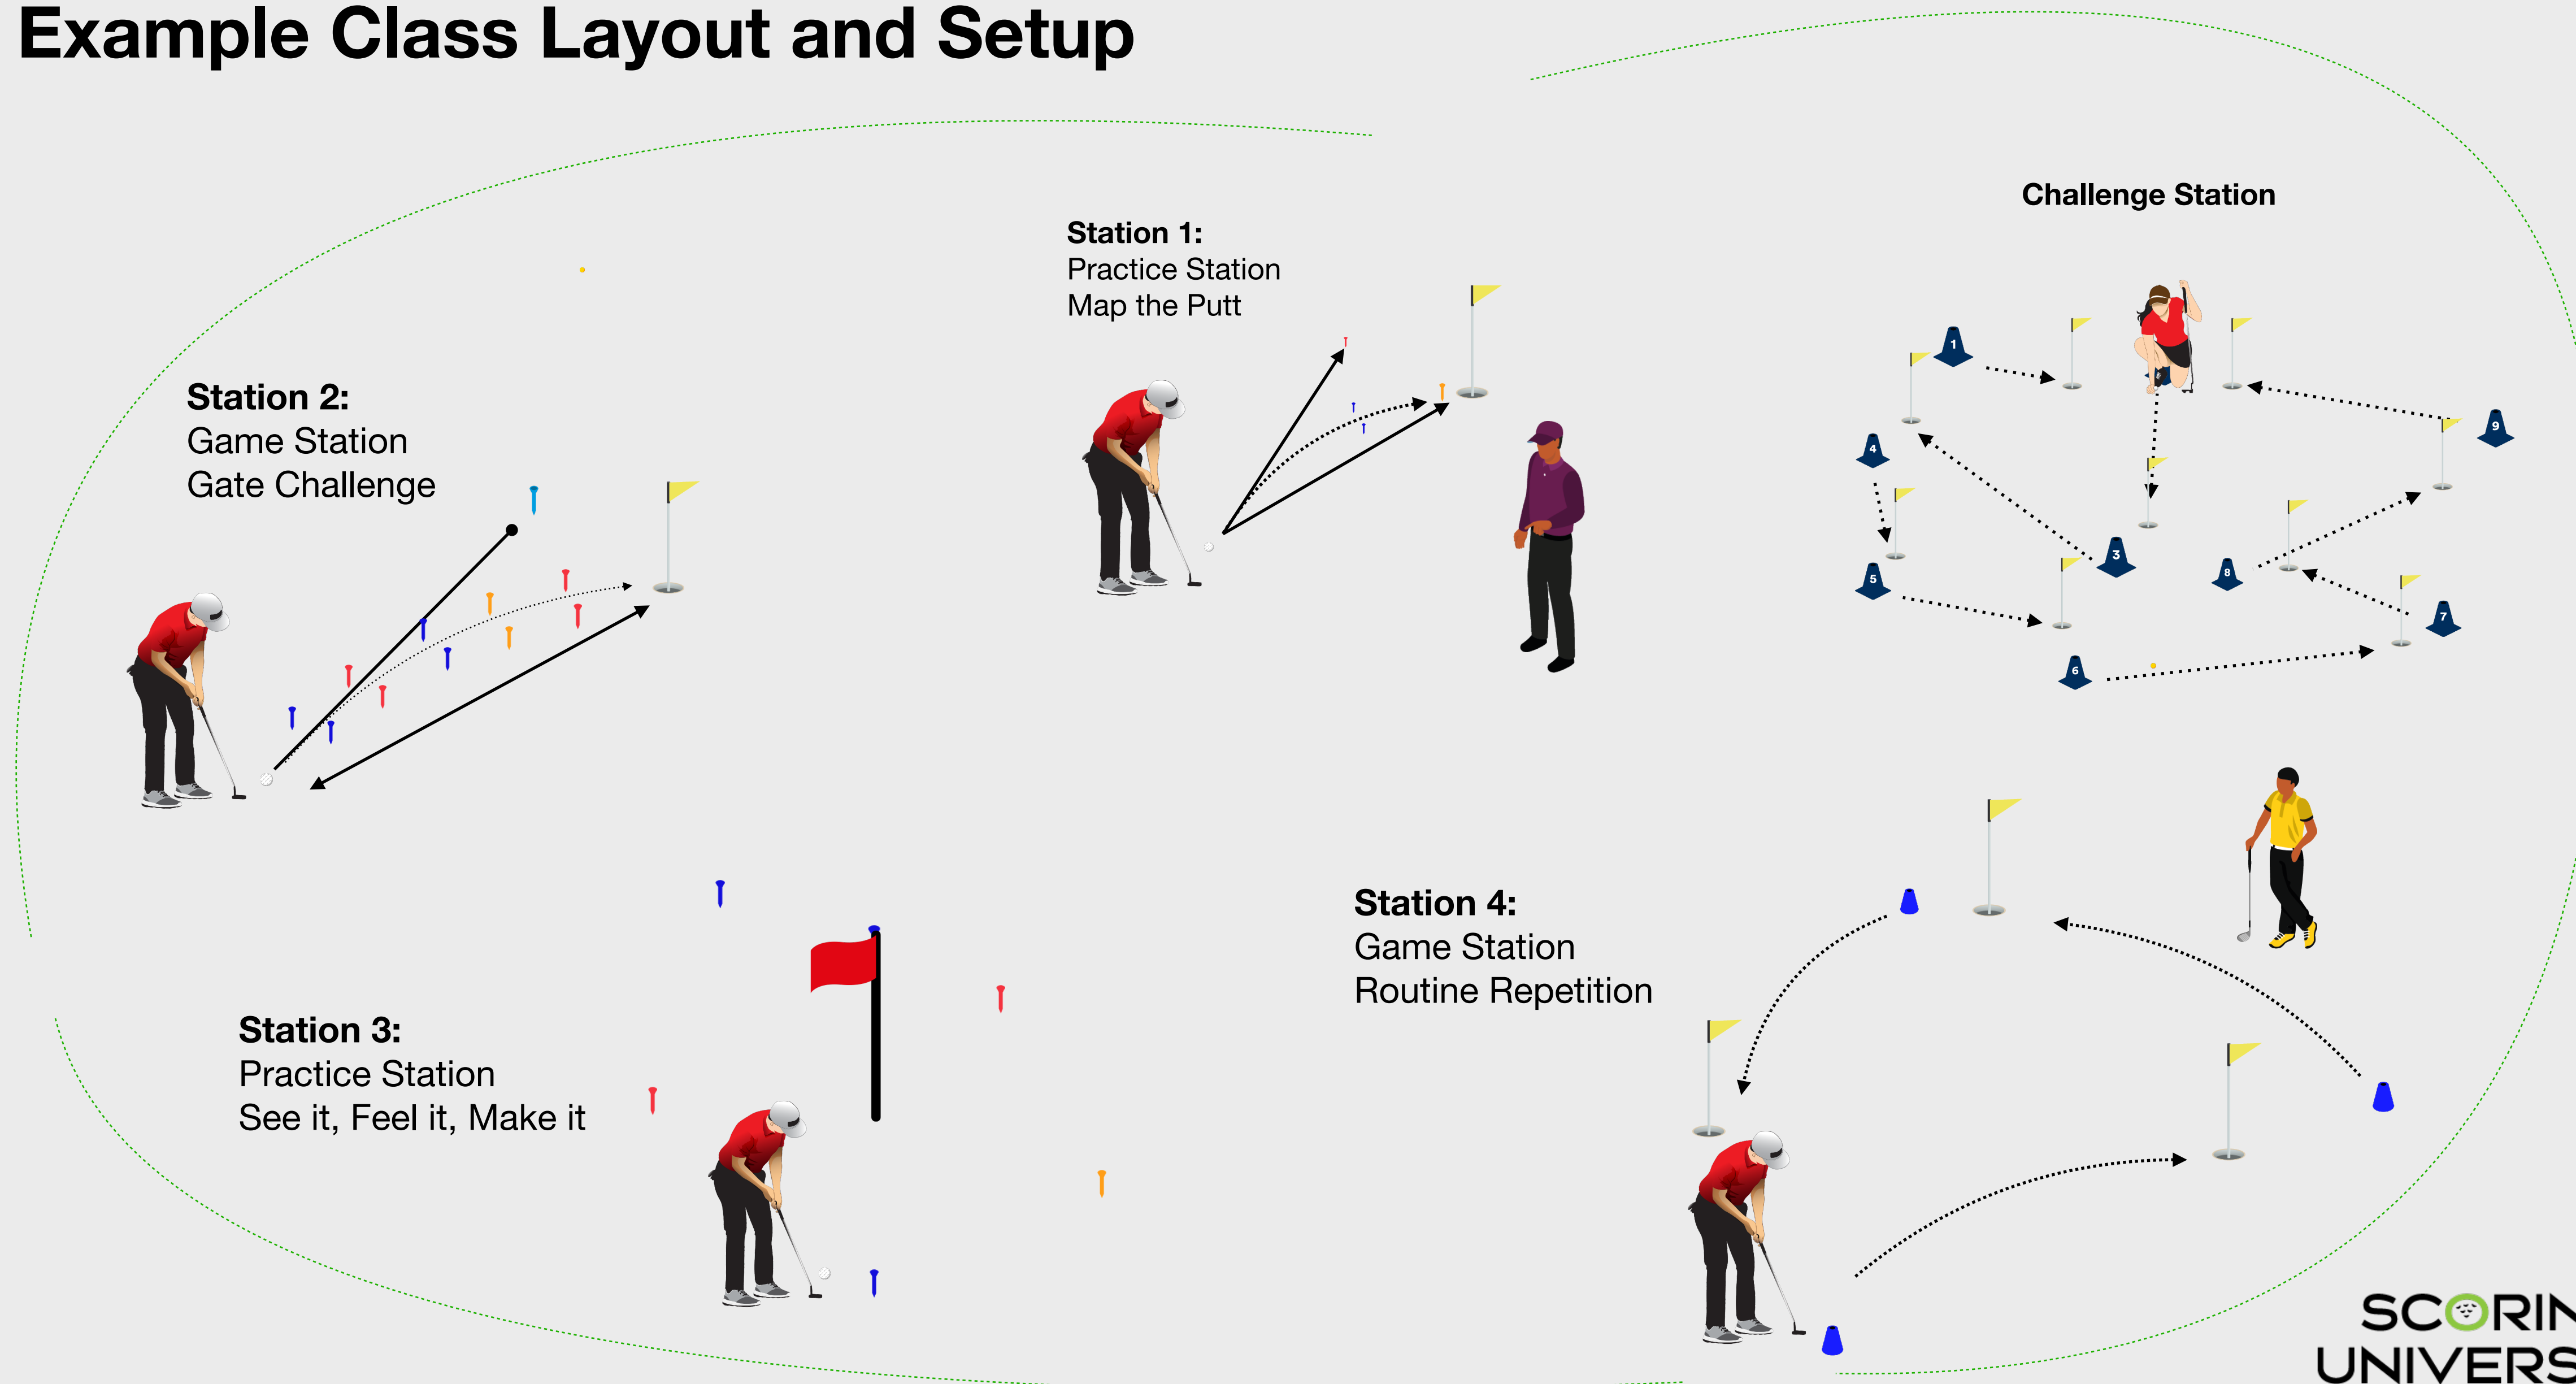 Example Class Layout and Setup
Station 1:
Practice Station
Map the Putt
Challenge Station
1
4
9
3
5
8
7
6
Station 2:
Game Station
Gate Challenge
Station 3:
Practice Station
See it, Feel it, Make it
Station 4:
Game Station
Routine Repetition
SCORIN
UNIVERS